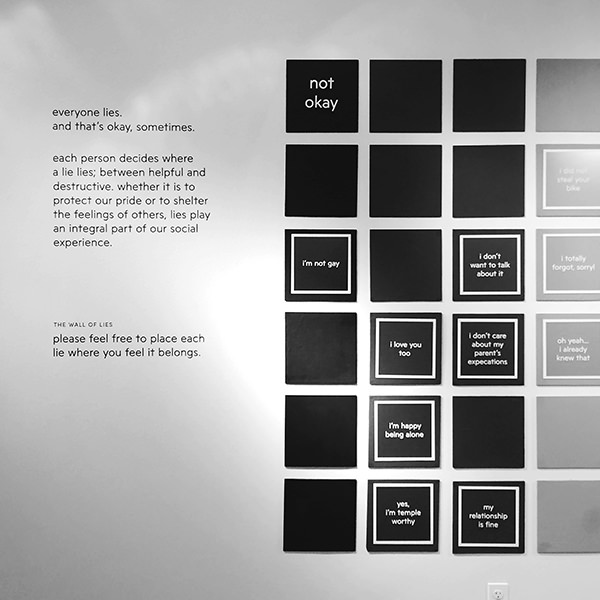 everyone lies.
and that's okay, sometimes.
each person decides where
a lie lies; between helpful and
destructive. whether it is to
protect our pride or to shelter
the feelings of others, lies play
an integral part of our social
experience.
THE WALL OF LIES
please feel free to place each
lie where you feel it belongs.
not
okay
i did not
steal your
bike
i'm not gay
i don't
want to talk
about it
i totally
forgot, sorry!
i love you
too
i don't care
about my
parent's
expecations
oh yeah...
i already
knew that
i'm happy
being alone
yes,
i'm temple
worthy
my
relationship
is fine